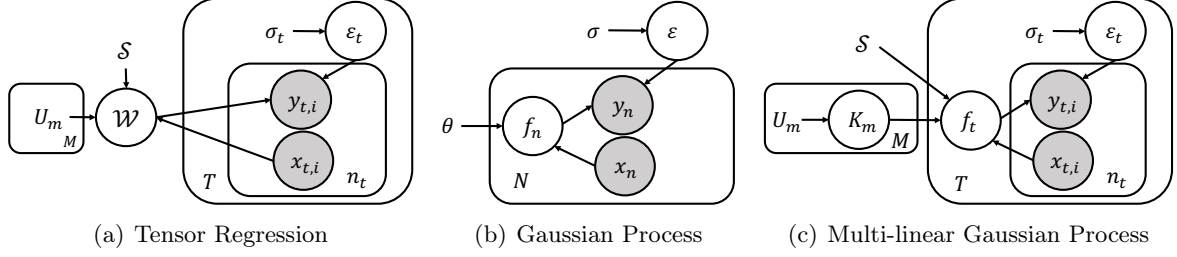 σ_t ε_t
𝒮
U_m M 𝒲
y_{t,i}
x_{t,i}
T n_t
(a) Tensor Regression
σ ε
y_n
θ f_n
x_n
N
(b) Gaussian Process
σ_t ε_t
𝒮
y_{t,i}
U_m K_m M f_t
x_{t,i}
T n_t
(c) Multi-linear Gaussian Process